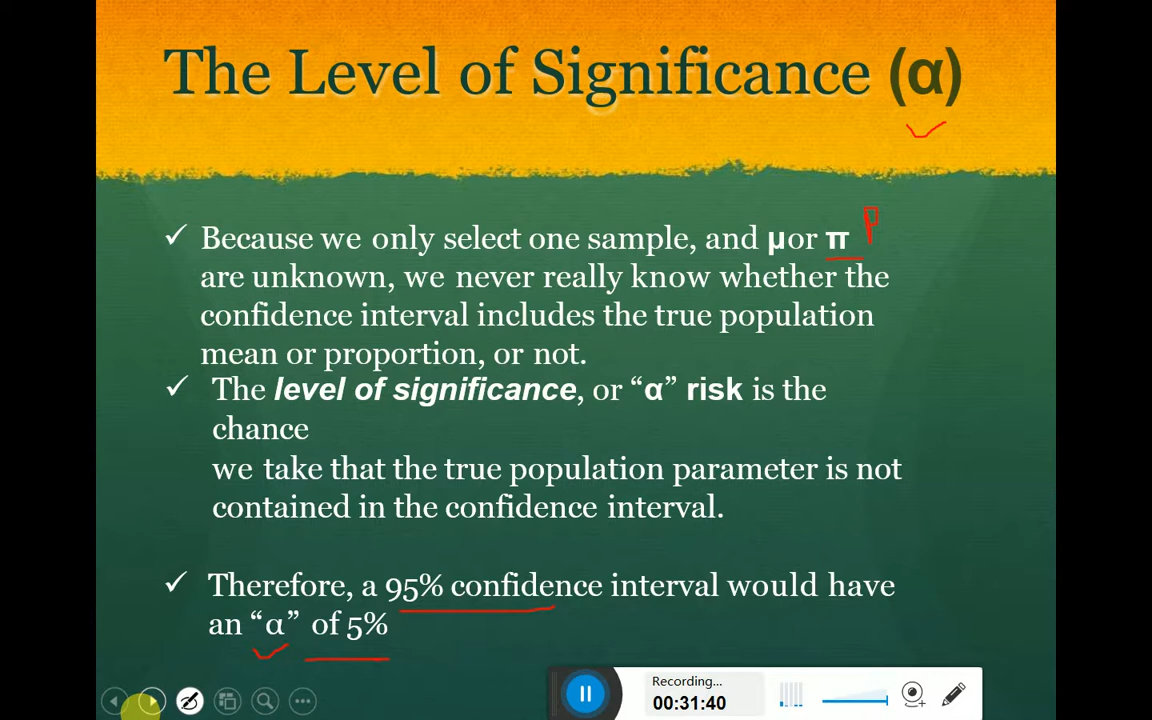 The Level of Significance (α)
✓ Because we only select one sample, and µor π P
are unknown, we never really know whether the
confidence interval includes the true population
mean or proportion, or not.
✓ The level of significance, or “α” risk is the
chance
we take that the true population parameter is not
contained in the confidence interval.
✓ Therefore, a 95% confidence interval would have
an “α” of 5%
Recording...
00:31:40